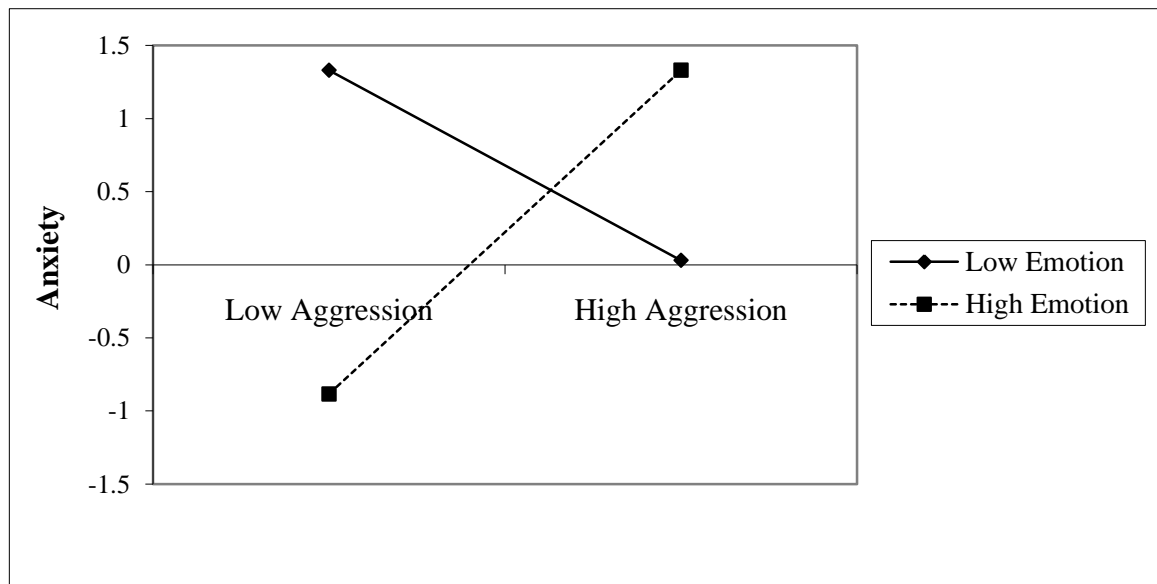 1.5
1
0.5
0
-0.5
-1
-1.5
Anxiety
Low Aggression
High Aggression
Low Emotion
High Emotion